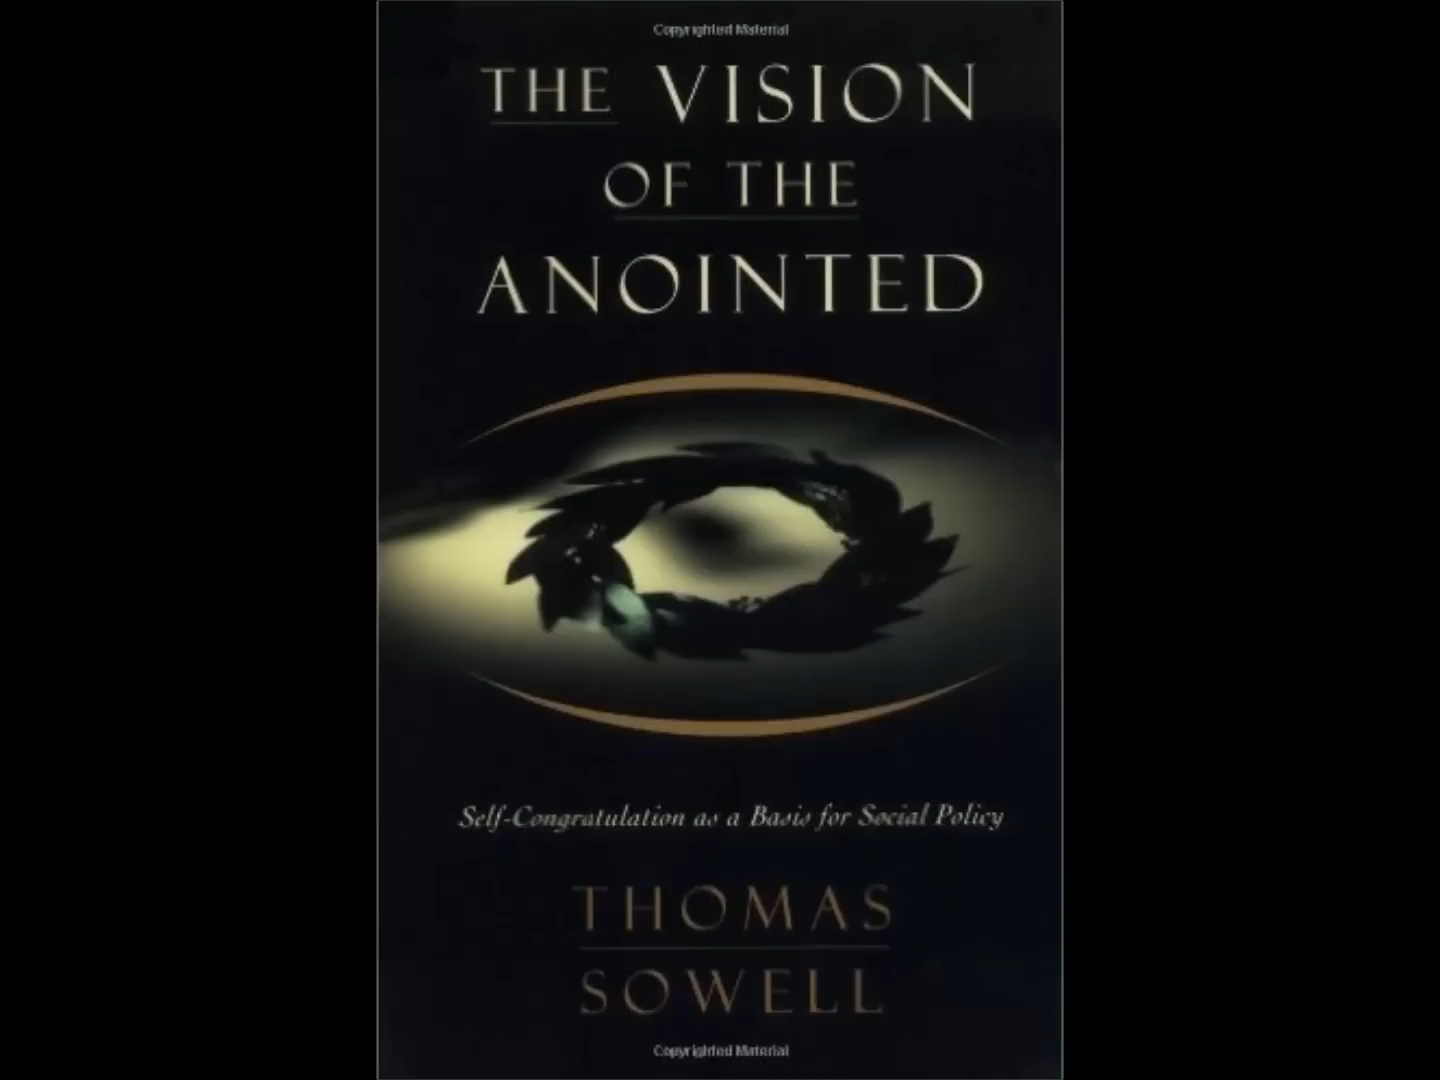 Copyrighted Material
THE VISION
OF THE
ANOINTED
Self-Congratulation as a Basis for Social Policy
THOMAS
SOWELL
Copyrighted Material